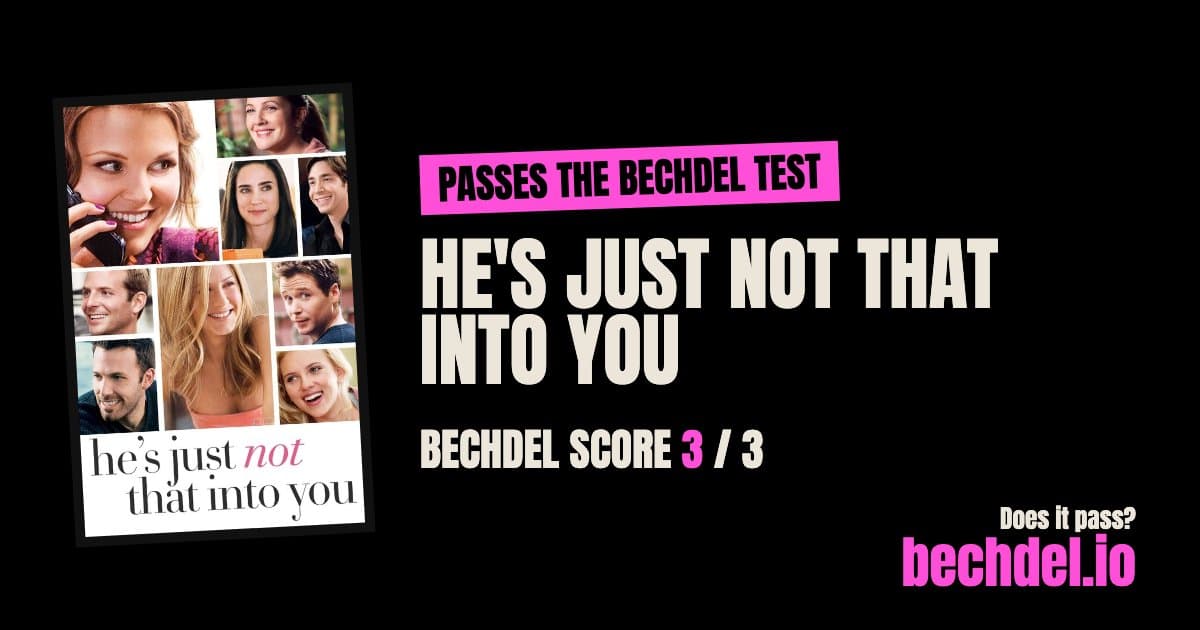 PASSES THE BECHDEL TEST
HE'S JUST NOT THAT
INTO YOU
BECHDEL SCORE 3 / 3
he's just not
that into you
Does it pass?
bechdel.io